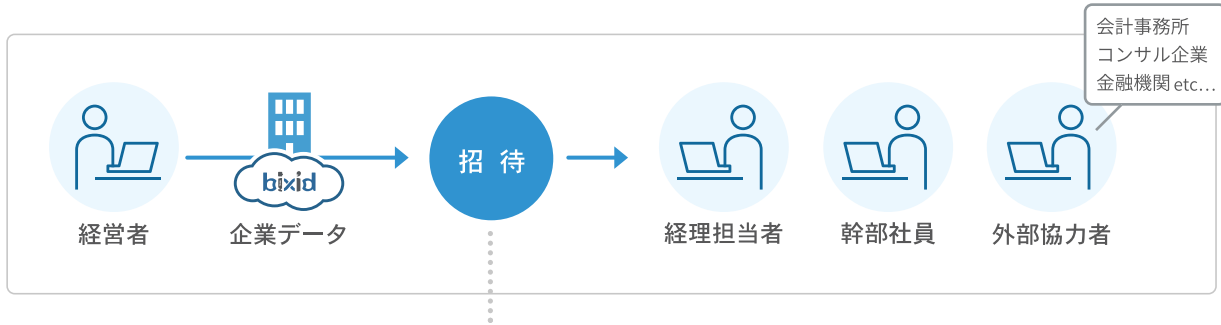 会計事務所
コンサル企業
金融機関 etc…
bixid
招待
経営者
企業データ
経理担当者
幹部社員
外部協力者